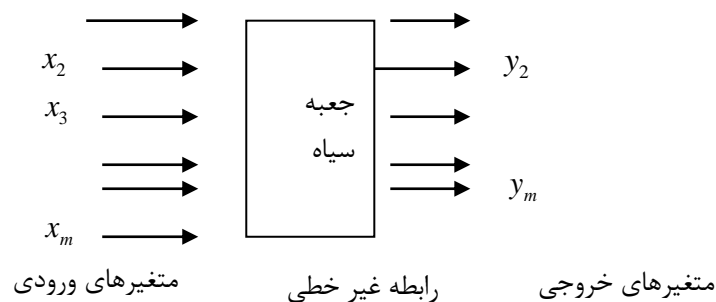 x₂ y₂
x₃
جعبه
سیاه
yₘ
xₘ
متغیرهای ورودی رابطه غیر خطی متغیرهای خروجی